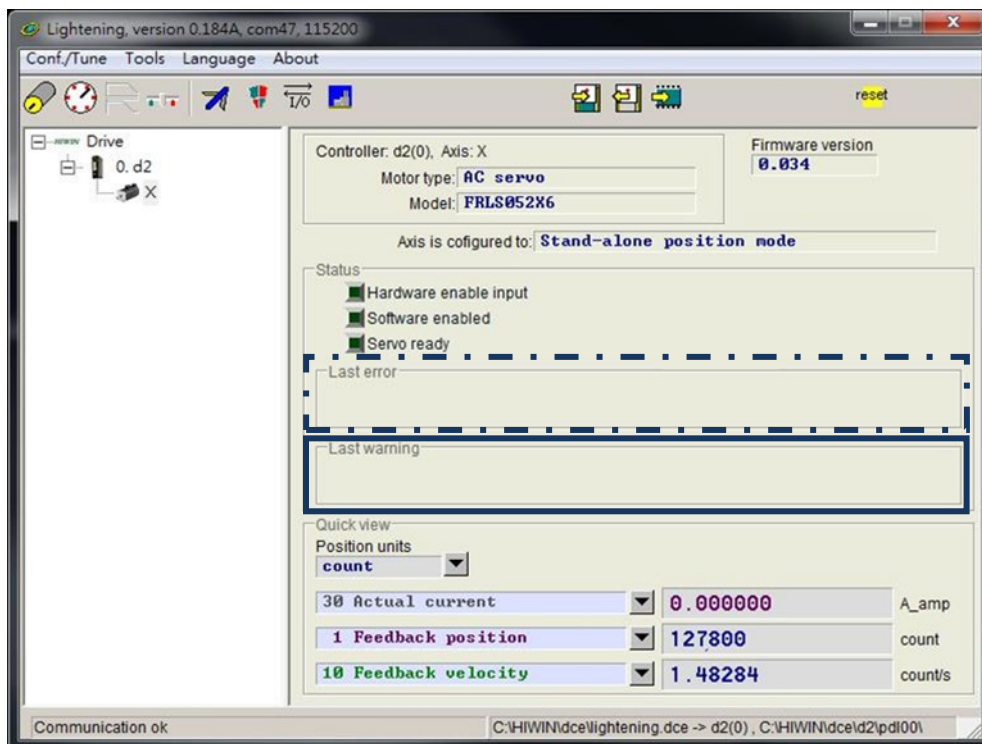 Lightening, version 0.184A, com47, 115200
Conf./Tune Tools Language About
I/O
reset
HIWIN Drive
0. d2
X
Controller: d2(0), Axis: X
Motor type: AC servo
Model: FRLS052X6
Firmware version
0.034
Axis is cofigured to: Stand-alone position mode
Status
Hardware enable input
Software enabled
Servo ready
Last error
Last warning
Quick view
Position units
count
30 Actual current 0.000000 A_amp
1 Feedback position 127800 count
10 Feedback velocity 1.48284 count/s
Communication ok C:\HIWIN\dce\lightening.dce -> d2(0) , C:\HIWIN\dce\d2\pdl00\